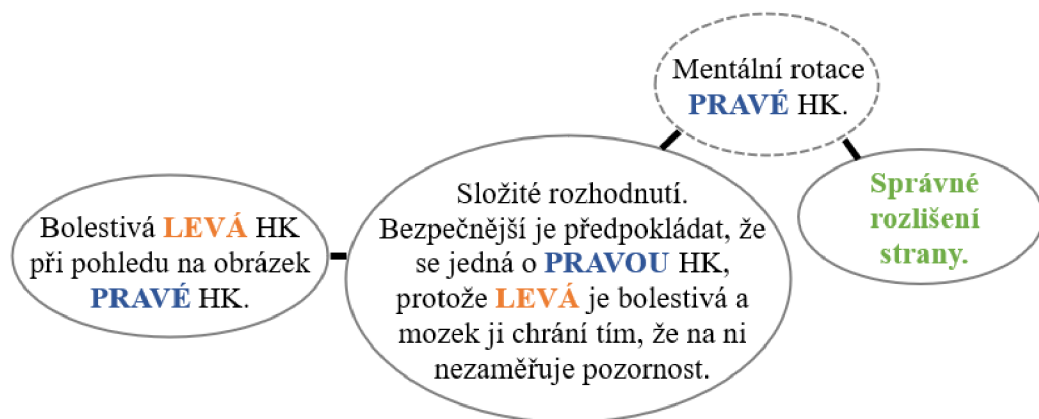 Bolestivá LEVÁ HK
při pohledu na obrázek
PRAVÉ HK.
Složité rozhodnutí.
Bezpečnější je předpokládat, že
se jedná o PRAVOU HK,
protože LEVÁ je bolestivá a
mozek ji chrání tím, že na ni
nezaměřuje pozornost.
Mentální rotace
PRAVÉ HK.
Správné
rozlišení
strany.